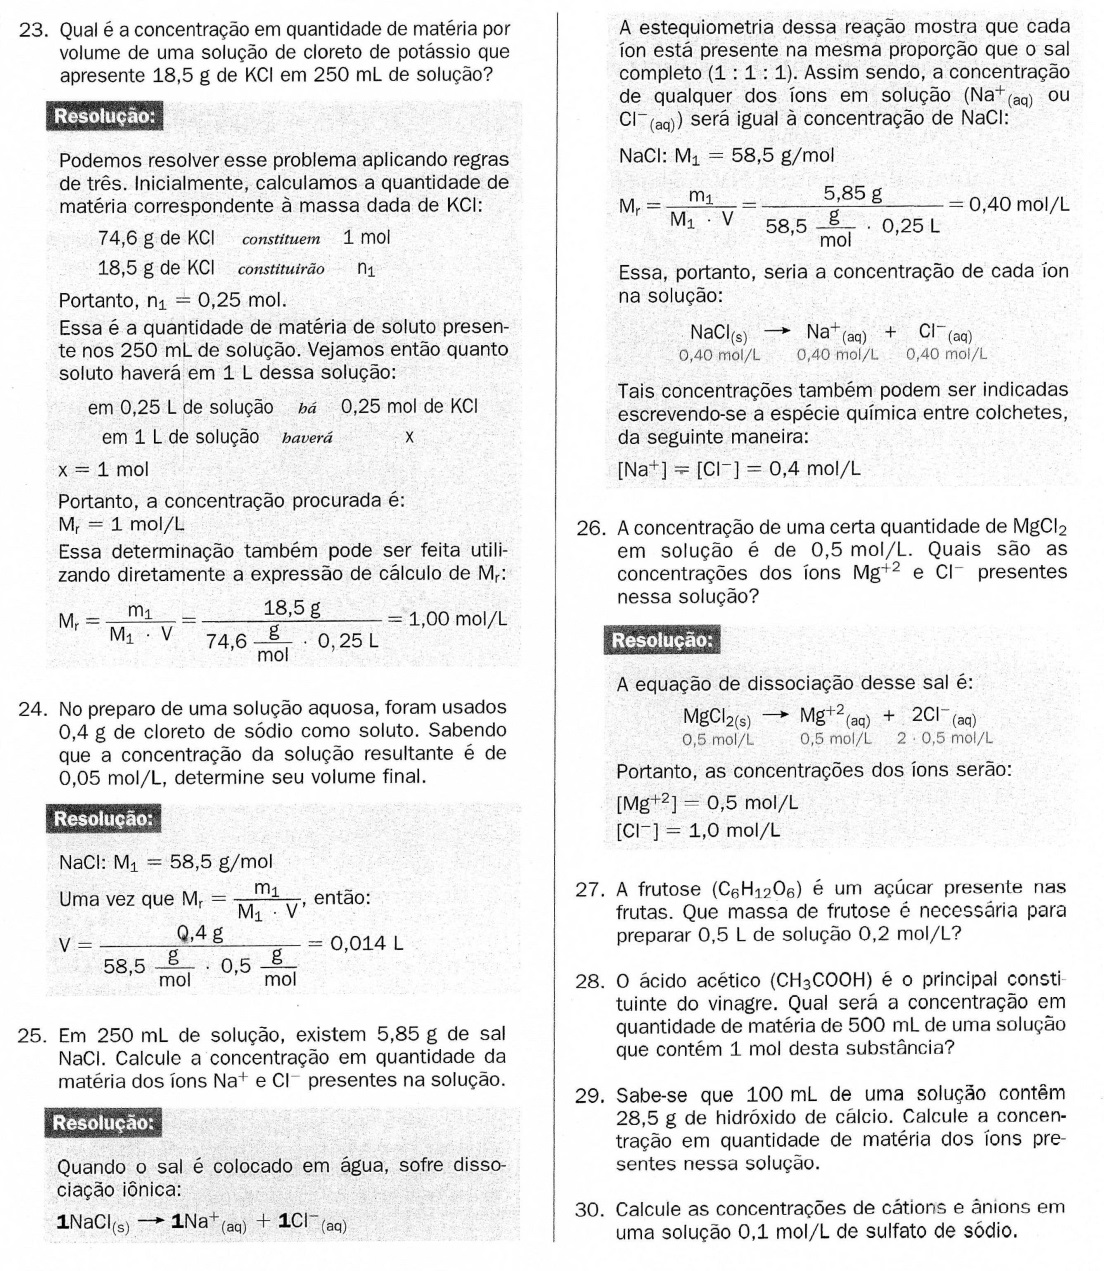 23. Qual é a concentração em quantidade de matéria por
volume de uma solução de cloreto de potássio que
apresente 18,5 g de KCl em 250 mL de solução?
Resolução:
Podemos resolver esse problema aplicando regras
de três. Inicialmente, calculamos a quantidade de
matéria correspondente à massa dada de KCl:
74,6 g de KCl constituem 1 mol
18,5 g de KCl constituirão n₁
Portanto, n₁ = 0,25 mol.
Essa é a quantidade de matéria de soluto presen-
te nos 250 mL de solução. Vejamos então quanto
soluto haverá em 1 L dessa solução:
em 0,25 L de solução há 0,25 mol de KCl
em 1 L de solução haverá x
x = 1 mol
Portanto, a concentração procurada é:
Mᵣ = 1 mol/L
Essa determinação também pode ser feita utili-
zando diretamente a expressão de cálculo de Mᵣ:
Mᵣ = m₁ / M₁ · V = 18,5 g / 74,6 g/mol · 0,25 L = 1,00 mol/L
24. No preparo de uma solução aquosa, foram usados
0,4 g de cloreto de sódio como soluto. Sabendo
que a concentração da solução resultante é de
0,05 mol/L, determine seu volume final.
Resolução:
NaCl: M₁ = 58,5 g/mol
Uma vez que Mᵣ = m₁ / M₁ · V, então:
V = 0,4 g / 58,5 g/mol · 0,5 g/mol = 0,014 L
25. Em 250 mL de solução, existem 5,85 g de sal
NaCl. Calcule a concentração em quantidade da
matéria dos íons Na⁺ e Cl⁻ presentes na solução.
Resolução:
Quando o sal é colocado em água, sofre disso-
ciação iônica:
1NaCl(s) → 1Na⁺(aq) + 1Cl⁻(aq)
A estequiometria dessa reação mostra que cada
íon está presente na mesma proporção que o sal
completo (1 : 1 : 1). Assim sendo, a concentração
de qualquer dos íons em solução (Na⁺(aq) ou
Cl⁻(aq)) será igual à concentração de NaCl:
NaCl: M₁ = 58,5 g/mol
Mᵣ = m₁ / M₁ · V = 5,85 g / 58,5 g/mol · 0,25 L = 0,40 mol/L
Essa, portanto, seria a concentração de cada íon
na solução:
NaCl(s) → Na⁺(aq) + Cl⁻(aq)
0,40 mol/L 0,40 mol/L 0,40 mol/L
Tais concentrações também podem ser indicadas
escrevendo-se a espécie química entre colchetes,
da seguinte maneira:
[Na⁺] = [Cl⁻] = 0,4 mol/L
26. A concentração de uma certa quantidade de MgCl₂
em solução é de 0,5 mol/L. Quais são as
concentrações dos íons Mg⁺² e Cl⁻ presentes
nessa solução?
Resolução:
A equação de dissociação desse sal é:
MgCl₂(s) → Mg⁺²(aq) + 2Cl⁻(aq)
0,5 mol/L 0,5 mol/L 2 · 0,5 mol/L
Portanto, as concentrações dos íons serão:
[Mg⁺²] = 0,5 mol/L
[Cl⁻] = 1,0 mol/L
27. A frutose (C₆H₁₂O₆) é um açúcar presente nas
frutas. Que massa de frutose é necessária para
preparar 0,5 L de solução 0,2 mol/L?
28. O ácido acético (CH₃COOH) é o principal consti-
tuinte do vinagre. Qual será a concentração em
quantidade de matéria de 500 mL de uma solução
que contém 1 mol desta substância?
29. Sabe-se que 100 mL de uma solução contêm
28,5 g de hidróxido de cálcio. Calcule a concen-
tração em quantidade de matéria dos íons pre-
sentes nessa solução.
30. Calcule as concentrações de cátions e ânions em
uma solução 0,1 mol/L de sulfato de sódio.